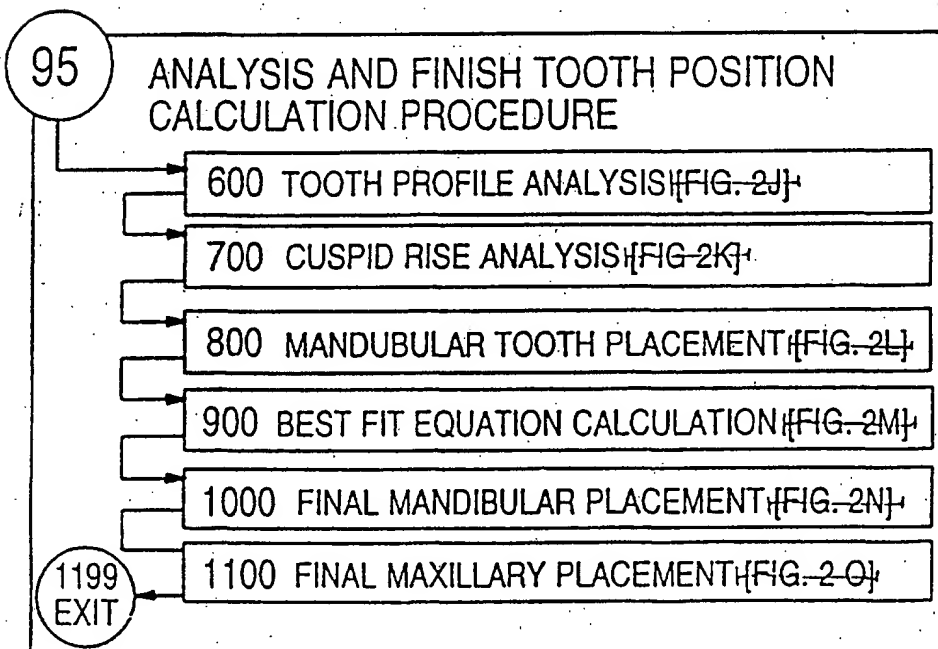 95
ANALYSIS AND FINISH TOOTH POSITION
CALCULATION PROCEDURE
600 TOOTH PROFILE ANALYSIS [FIG. 2J]
700 CUSPID RISE ANALYSIS [FIG 2K]
800 MANDUBULAR TOOTH PLACEMENT [FIG. 2L]
900 BEST FIT EQUATION CALCULATION [FIG. 2M]
1000 FINAL MANDIBULAR PLACEMENT [FIG. 2N]
1100 FINAL MAXILLARY PLACEMENT [FIG. 2-O]
1199
EXIT